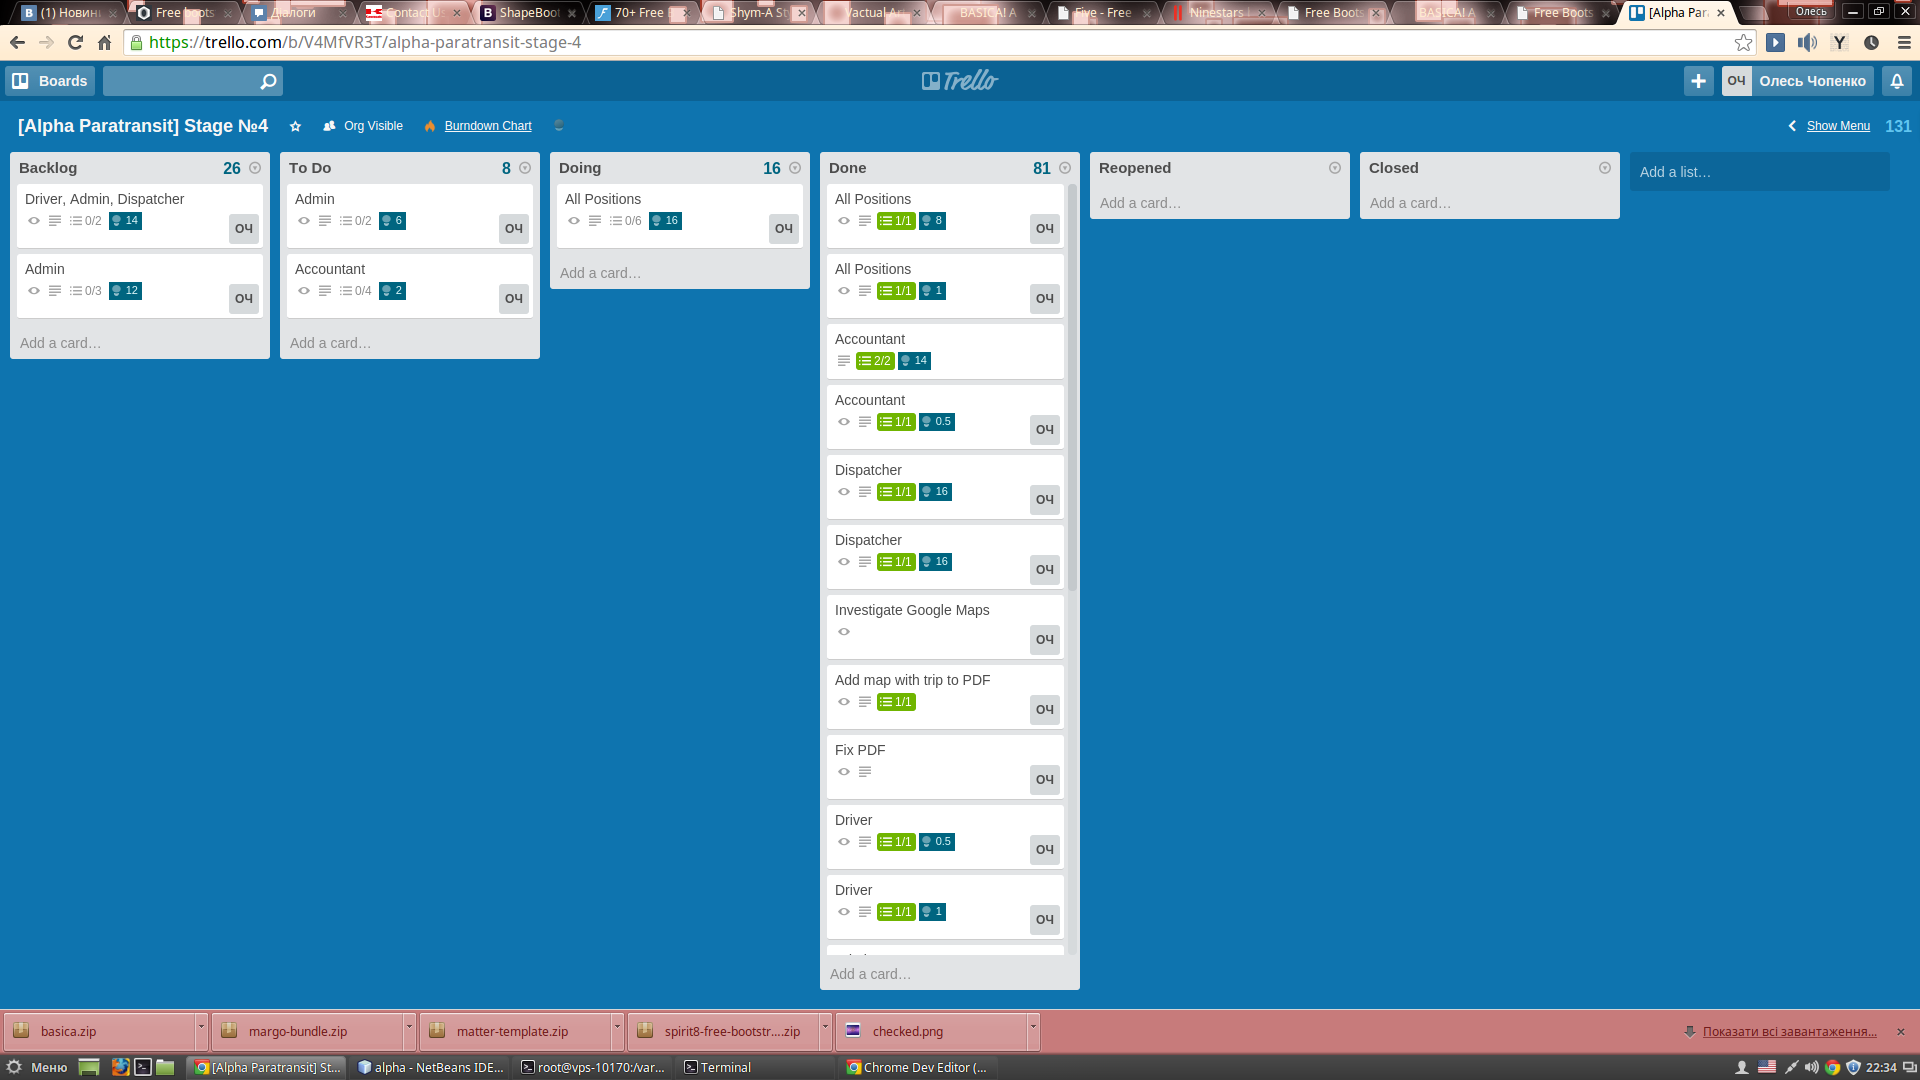 (1) Новин
Free boots
Діалоги
Contact Us
ShapeBoot
70+ Free
Shym-A St
Vactual Ar
BASICA! A
Five - Free
Ninestars
Free Boots
BASICA! A
Free Boots
[Alpha Par
Олесь
https://trello.com/b/V4MfVR3T/alpha-paratransit-stage-4
Boards
Trello
ОЧ Олесь Чопенко
[Alpha Paratransit] Stage №4
Org Visible
Burndown Chart
Show Menu
131
Backlog 26
Driver, Admin, Dispatcher
0/2 14
ОЧ
Admin
0/3 12
ОЧ
Add a card…
To Do 8
Admin
0/2 6
ОЧ
Accountant
0/4 2
ОЧ
Add a card…
Doing 16
All Positions
0/6 16
ОЧ
Add a card…
Done 81
All Positions
1/1 8
ОЧ
All Positions
1/1 1
ОЧ
Accountant
2/2 14
Accountant
1/1 0.5
ОЧ
Dispatcher
1/1 16
ОЧ
Dispatcher
1/1 16
ОЧ
Investigate Google Maps
ОЧ
Add map with trip to PDF
1/1
ОЧ
Fix PDF
ОЧ
Driver
1/1 0.5
ОЧ
Driver
1/1 1
ОЧ
Add a card…
Reopened
Add a card…
Closed
Add a card…
Add a list…
basica.zip
margo-bundle.zip
matter-template.zip
spirit8-free-bootstr....zip
checked.png
Показати всі завантаження...
Меню
[Alpha Paratransit] St...
alpha - NetBeans IDE...
root@vps-10170:/var...
Terminal
Chrome Dev Editor (...
22:34